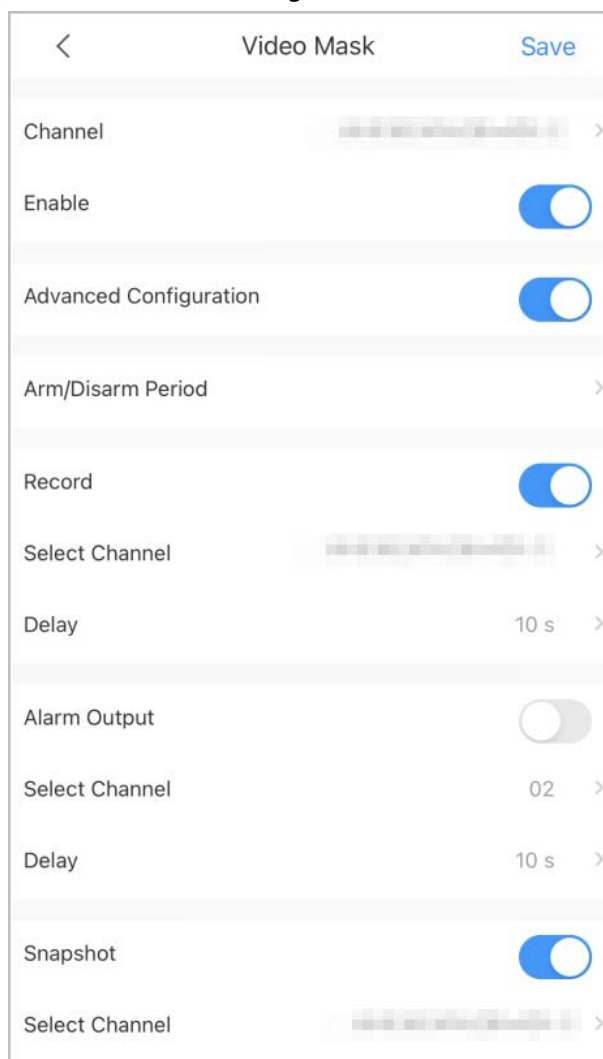 Video Mask Save
Channel
Enable
Advanced Configuration
Arm/Disarm Period
Record
Select Channel
Delay 10 s
Alarm Output
Select Channel 02
Delay 10 s
Snapshot
Select Channel